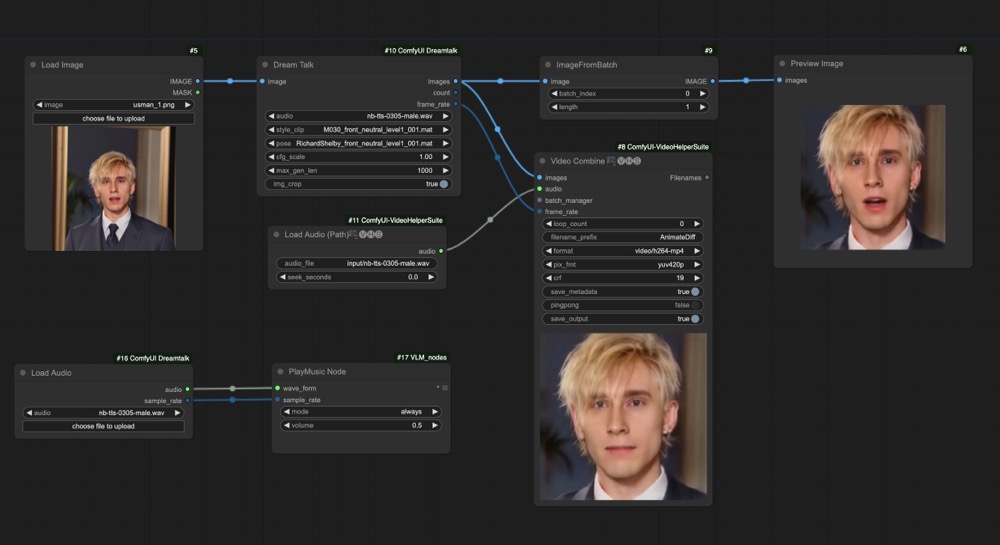 #5
Load Image
IMAGE
MASK
image usman_1.png
choose file to upload
#10 ComfyUI Dreamtalk
Dream Talk
image images
count
frame_rate
audio nb-tts-0305-male.wav
style_clip M030_front_neutral_level1_001.mat
pose RichardShelby_front_neutral_level1_001.mat
cfg_scale 1.00
max_gen_len 1000
img_crop true
#9
ImageFromBatch
image IMAGE
batch_index 0
length 1
#6
Preview Image
images
#11 ComfyUI-VideoHelperSuite
Load Audio (Path) VHS
audio
audio_file input/nb-tts-0305-male.wav
seek_seconds 0.0
#8 ComfyUI-VideoHelperSuite
Video Combine VHS
images Filenames
audio
batch_manager
frame_rate
loop_count 0
filename_prefix AnimateDiff
format video/h264-mp4
pix_fmt yuv420p
crf 19
save_metadata true
pingpong false
save_output true
#16 ComfyUI Dreamtalk
Load Audio
audio
sample_rate
audio nb-tts-0305-male.wav
choose file to upload
#17 VLM_nodes
PlayMusic Node
wave_form *
sample_rate
mode always
volume 0.5